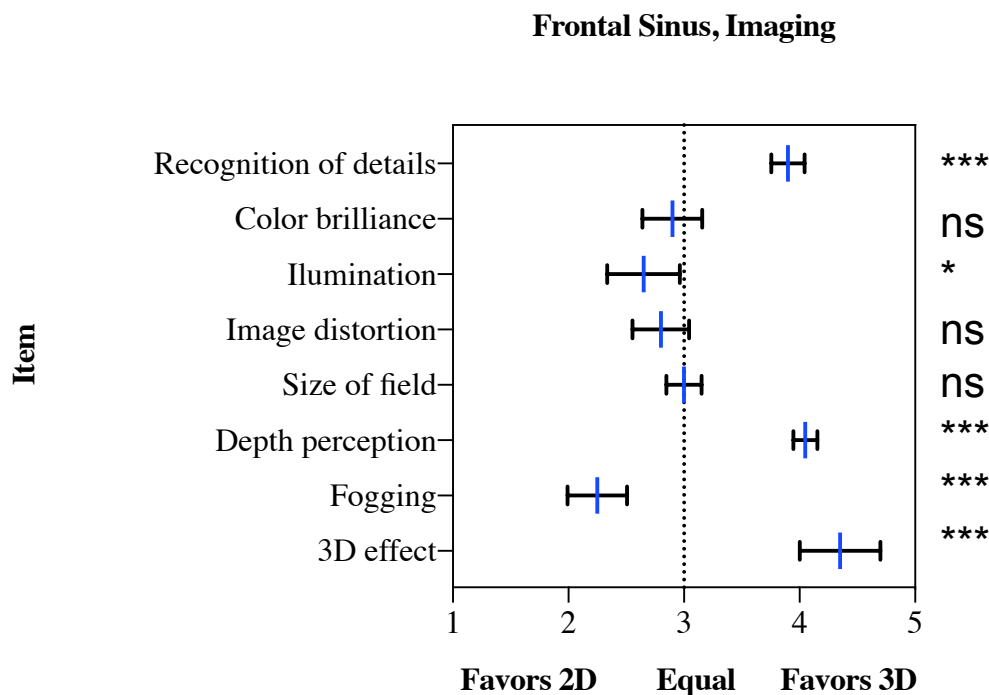 Frontal Sinus, Imaging
Recognition of details
***
Color brilliance
ns
Ilumination
*
Image distortion
ns
Size of field
ns
Depth perception
***
Fogging
***
3D effect
***
Item
1 2 3 4 5
Favors 2D Equal Favors 3D